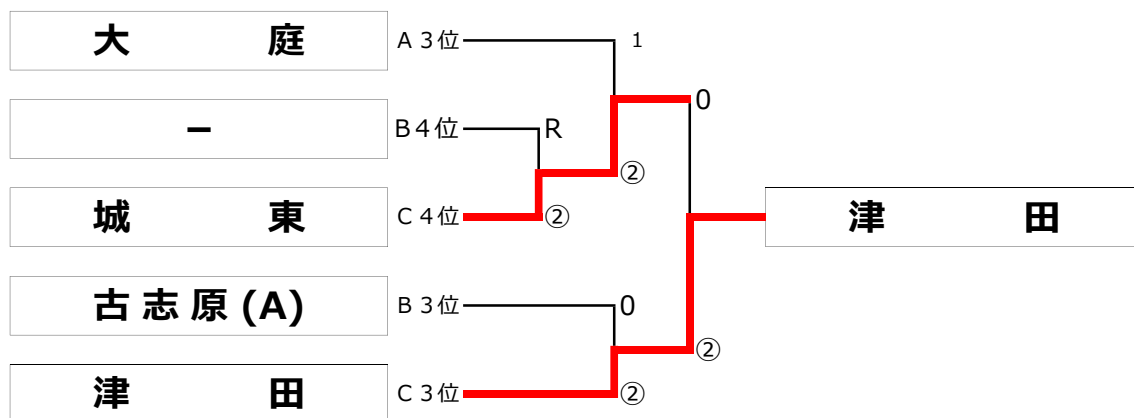 大 庭 A3位 1
0
– B4位 R
②
城 東 C4位 ② 津 田
古志原(A) B3位 0
②
津 田 C3位 ②